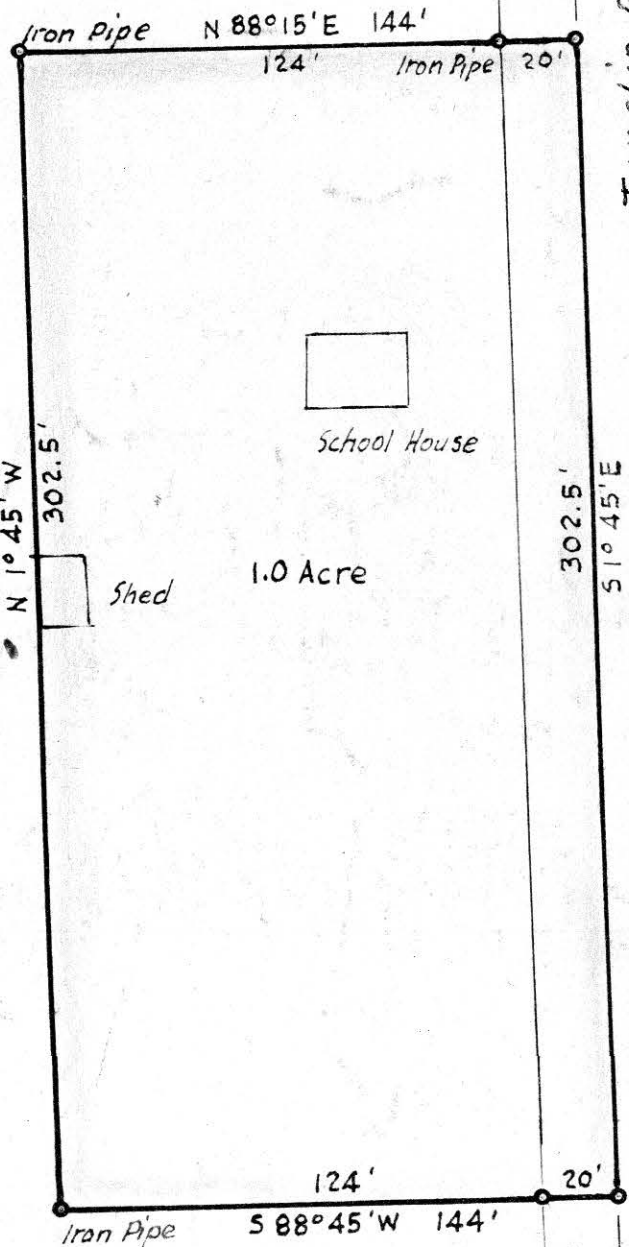 Iron Pipe N 88°15'E 144'
124' Iron Pipe 20'
School House
N 1°45' W
302.5'
302.5'
S 1°45'E
Shed
1.0 Acre
124' 20'
Iron Pipe S 88°45'W 144'